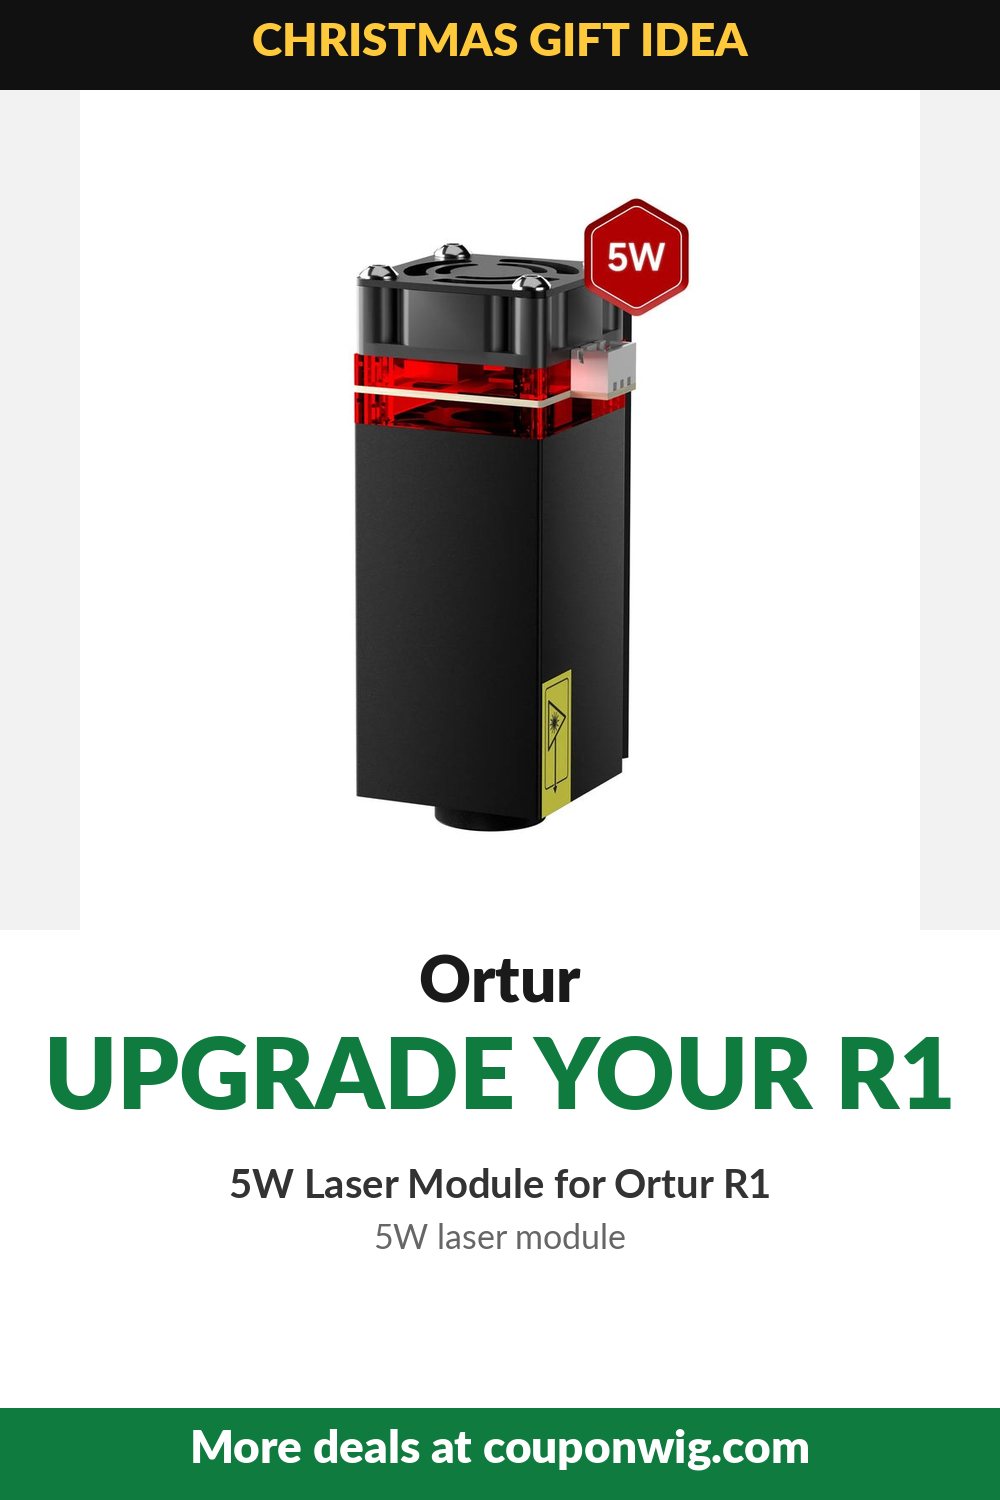 CHRISTMAS GIFT IDEA
5W
Ortur
UPGRADE YOUR R1
5W Laser Module for Ortur R1
5W laser module
More deals at couponwig.com